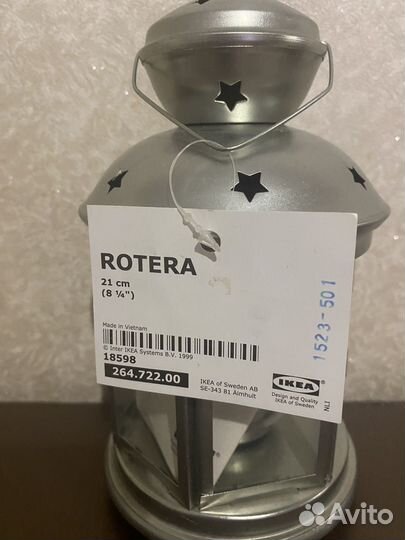 ROTERA
21 cm
(8 ¼")
Made in Vietnam
© Inter IKEA Systems B.V. 1999
18598
264.722.00
IKEA of Sweden AB
SE-343 81 Älmhult
IKEA
Design and Quality
IKEA of Sweden
NLI
1523-501
Avito